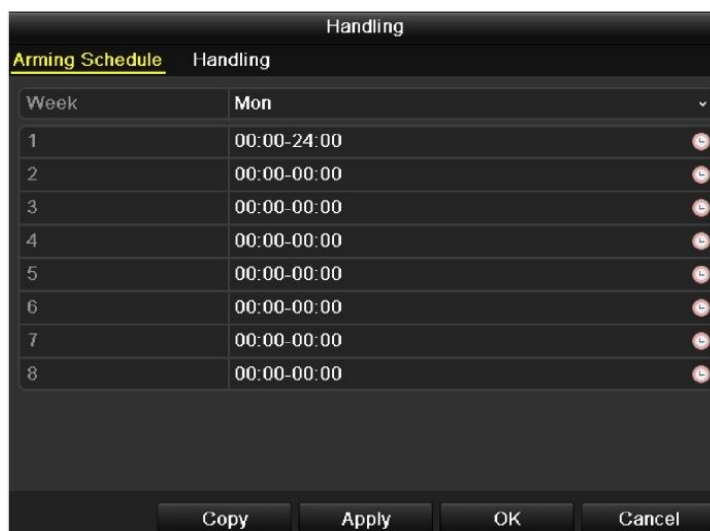 Handling
Arming Schedule Handling
Week Mon
1 00:00-24:00
2 00:00-00:00
3 00:00-00:00
4 00:00-00:00
5 00:00-00:00
6 00:00-00:00
7 00:00-00:00
8 00:00-00:00
Copy Apply OK Cancel